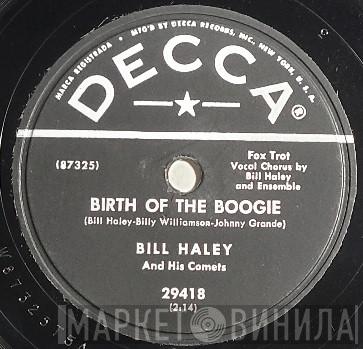 MARCA REGISTRADA • MF'G BY DECCA RECORDS, INC., NEW YORK, U. S. A.
DECCA®
(87325)
Fox Trot
Vocal Chorus by
Bill Haley
and Ensemble
BIRTH OF THE BOOGIE
(Bill Haley-Billy Williamson-Johnny Grande)
BILL HALEY
And His Comets
29418
(2:14)
МАРКЕТ ВИНИЛА